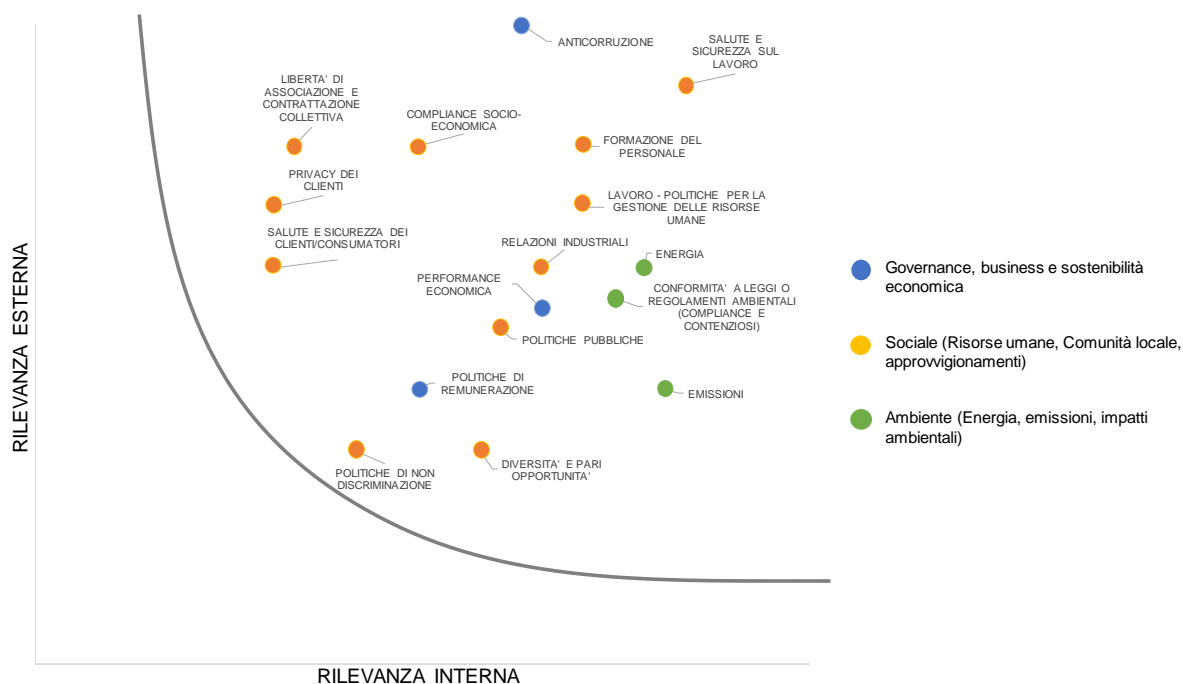 ANTICORRUZIONE
SALUTE E
SICUREZZA SUL
LAVORO
LIBERTA' DI
ASSOCIAZIONE E
CONTRATTAZIONE
COLLETTIVA
COMPLIANCE SOCIO-
ECONOMICA
FORMAZIONE DEL
PERSONALE
PRIVACY DEI
CLIENTI
LAVORO - POLITICHE PER LA
GESTIONE DELLE RISORSE
UMANE
SALUTE E SICUREZZA DEI
CLIENTI/CONSUMATORI
RELAZIONI INDUSTRIALI
ENERGIA
PERFORMANCE
ECONOMICA
CONFORMITA' A LEGGI O
REGOLAMENTI AMBIENTALI
(COMPLIANCE E
CONTENZIOSI)
POLITICHE PUBBLICHE
POLITICHE DI
REMUNERAZIONE
EMISSIONI
POLITICHE DI NON
DISCRIMINAZIONE
DIVERSITA' E PARI
OPPORTUNITA'
RILEVANZA ESTERNA
RILEVANZA INTERNA
Governance, business e sostenibilità
economica
Sociale (Risorse umane, Comunità locale,
approvvigionamenti)
Ambiente (Energia, emissioni, impatti
ambientali)